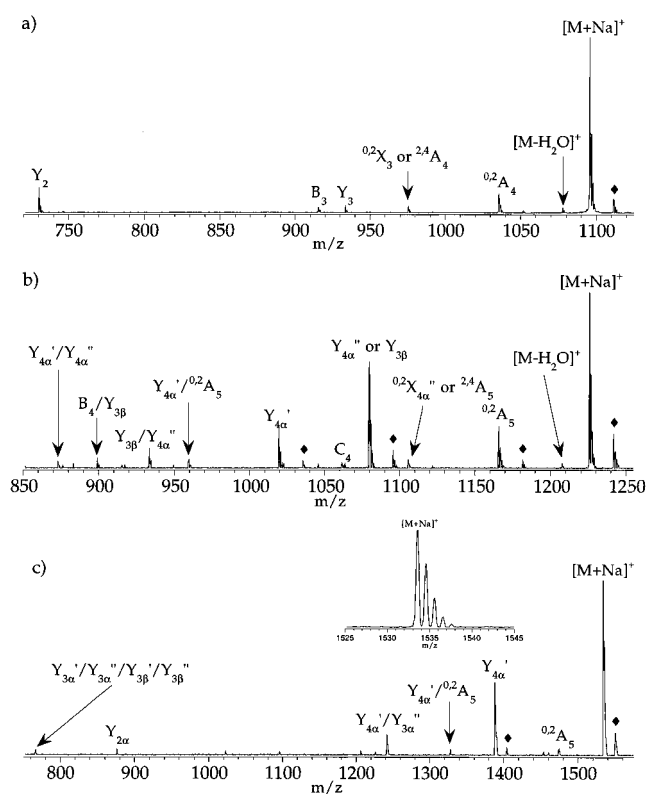 a)
[M+Na]⁺
[M-H₂O]⁺
⁰,²X₃ or ²,⁴A₄
⁰,²A₄
Y₂
B₃ Y₃
♦
750 800 850 900 950 1000 1050 1100
m/z
b)
[M+Na]⁺
Y₄α'/Y₄α"
Y₄α" or Y₃β
[M-H₂O]⁺
B₄/Y₃β
Y₄α'/⁰,²A₅
⁰,²X₄α" or ²,⁴A₅
Y₃β/Y₄α"
Y₄α'
⁰,²A₅
C₄
♦ ♦ ♦ ♦
850 900 950 1000 1050 1100 1150 1200 1250
m/z
c)
[M+Na]⁺
1525 1530 1535 1540 1545
m/z
[M+Na]⁺
Y₃α'/Y₃α"/Y₃β'/Y₃β"
Y₄α'
Y₄α'/⁰,²A₅
Y₂α
Y₄α'/Y₃α"
⁰,²A₅
♦ ♦
800 900 1000 1100 1200 1300 1400 1500
m/z